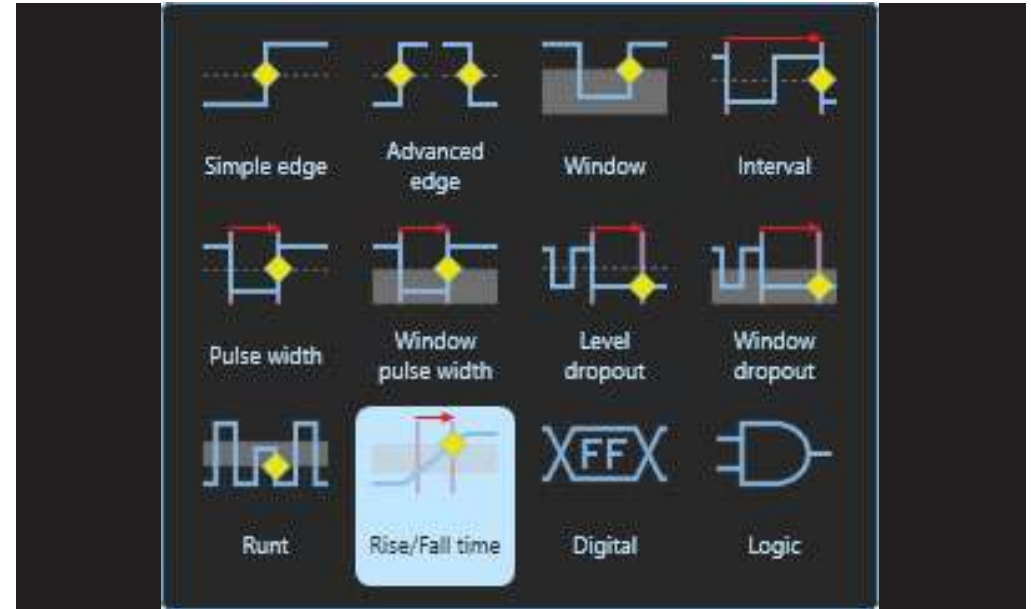 Simple edge
Advanced
edge
Window
Interval
Pulse width
Window
pulse width
Level
dropout
Window
dropout
FF
Runt
Rise/Fall time
Digital
Logic